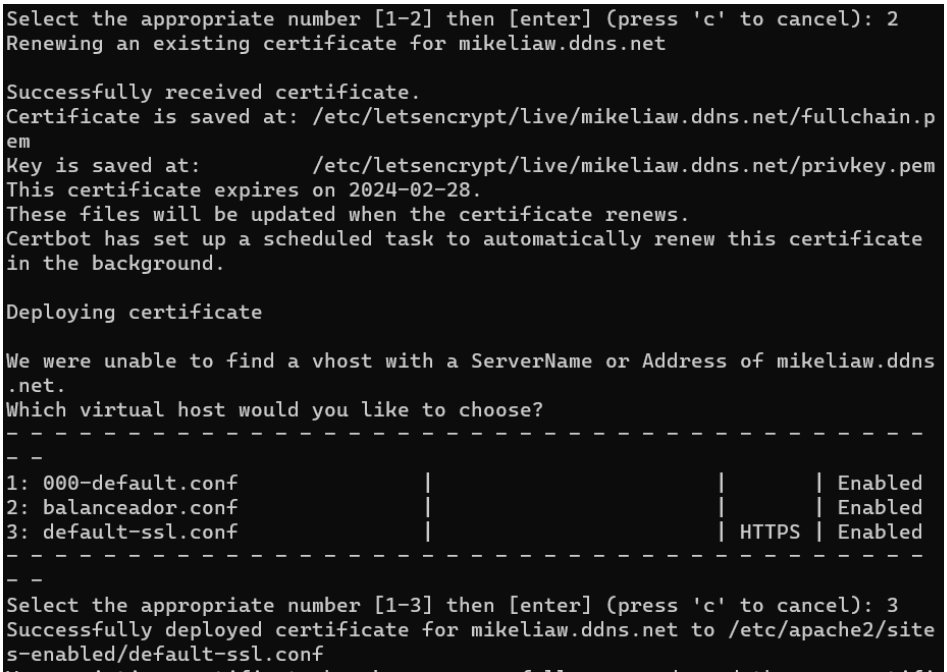 Select the appropriate number [1-2] then [enter] (press 'c' to cancel): 2
Renewing an existing certificate for mikeliaw.ddns.net
Successfully received certificate.
Certificate is saved at: /etc/letsencrypt/live/mikeliaw.ddns.net/fullchain.p
em
Key is saved at:         /etc/letsencrypt/live/mikeliaw.ddns.net/privkey.pem
This certificate expires on 2024-02-28.
These files will be updated when the certificate renews.
Certbot has set up a scheduled task to automatically renew this certificate
in the background.
Deploying certificate
We were unable to find a vhost with a ServerName or Address of mikeliaw.ddns
.net.
Which virtual host would you like to choose?
- - - - - - - - - - - - - - - - - - - - - - - - - - - - - - - - - - - - - -
- -
1: 000-default.conf               |                       |       | Enabled
2: balanceador.conf               |                       |       | Enabled
3: default-ssl.conf               |                       | HTTPS | Enabled
- - - - - - - - - - - - - - - - - - - - - - - - - - - - - - - - - - - - - -
- -
Select the appropriate number [1-3] then [enter] (press 'c' to cancel): 3
Successfully deployed certificate for mikeliaw.ddns.net to /etc/apache2/site
s-enabled/default-ssl.conf